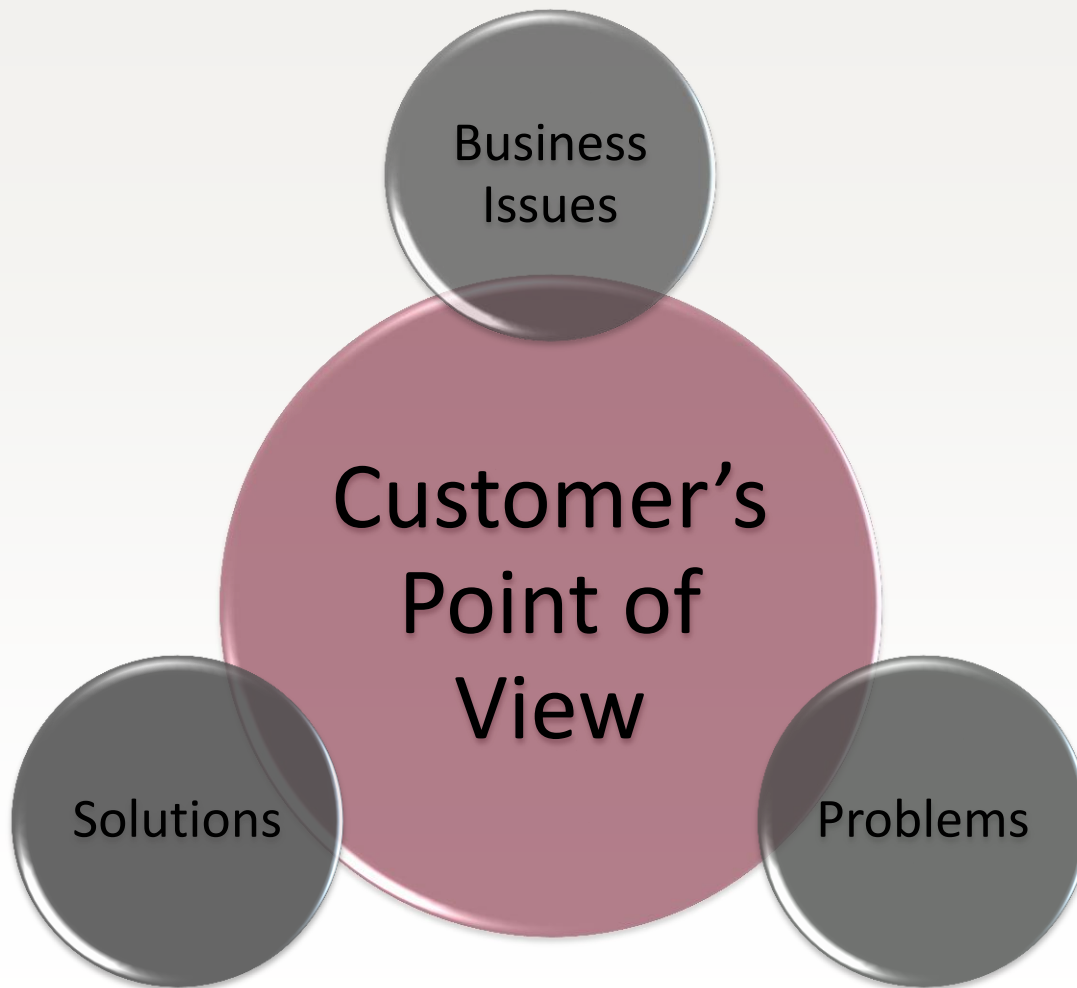 Business
Issues
Customer’s
Point of
View
Solutions
Problems